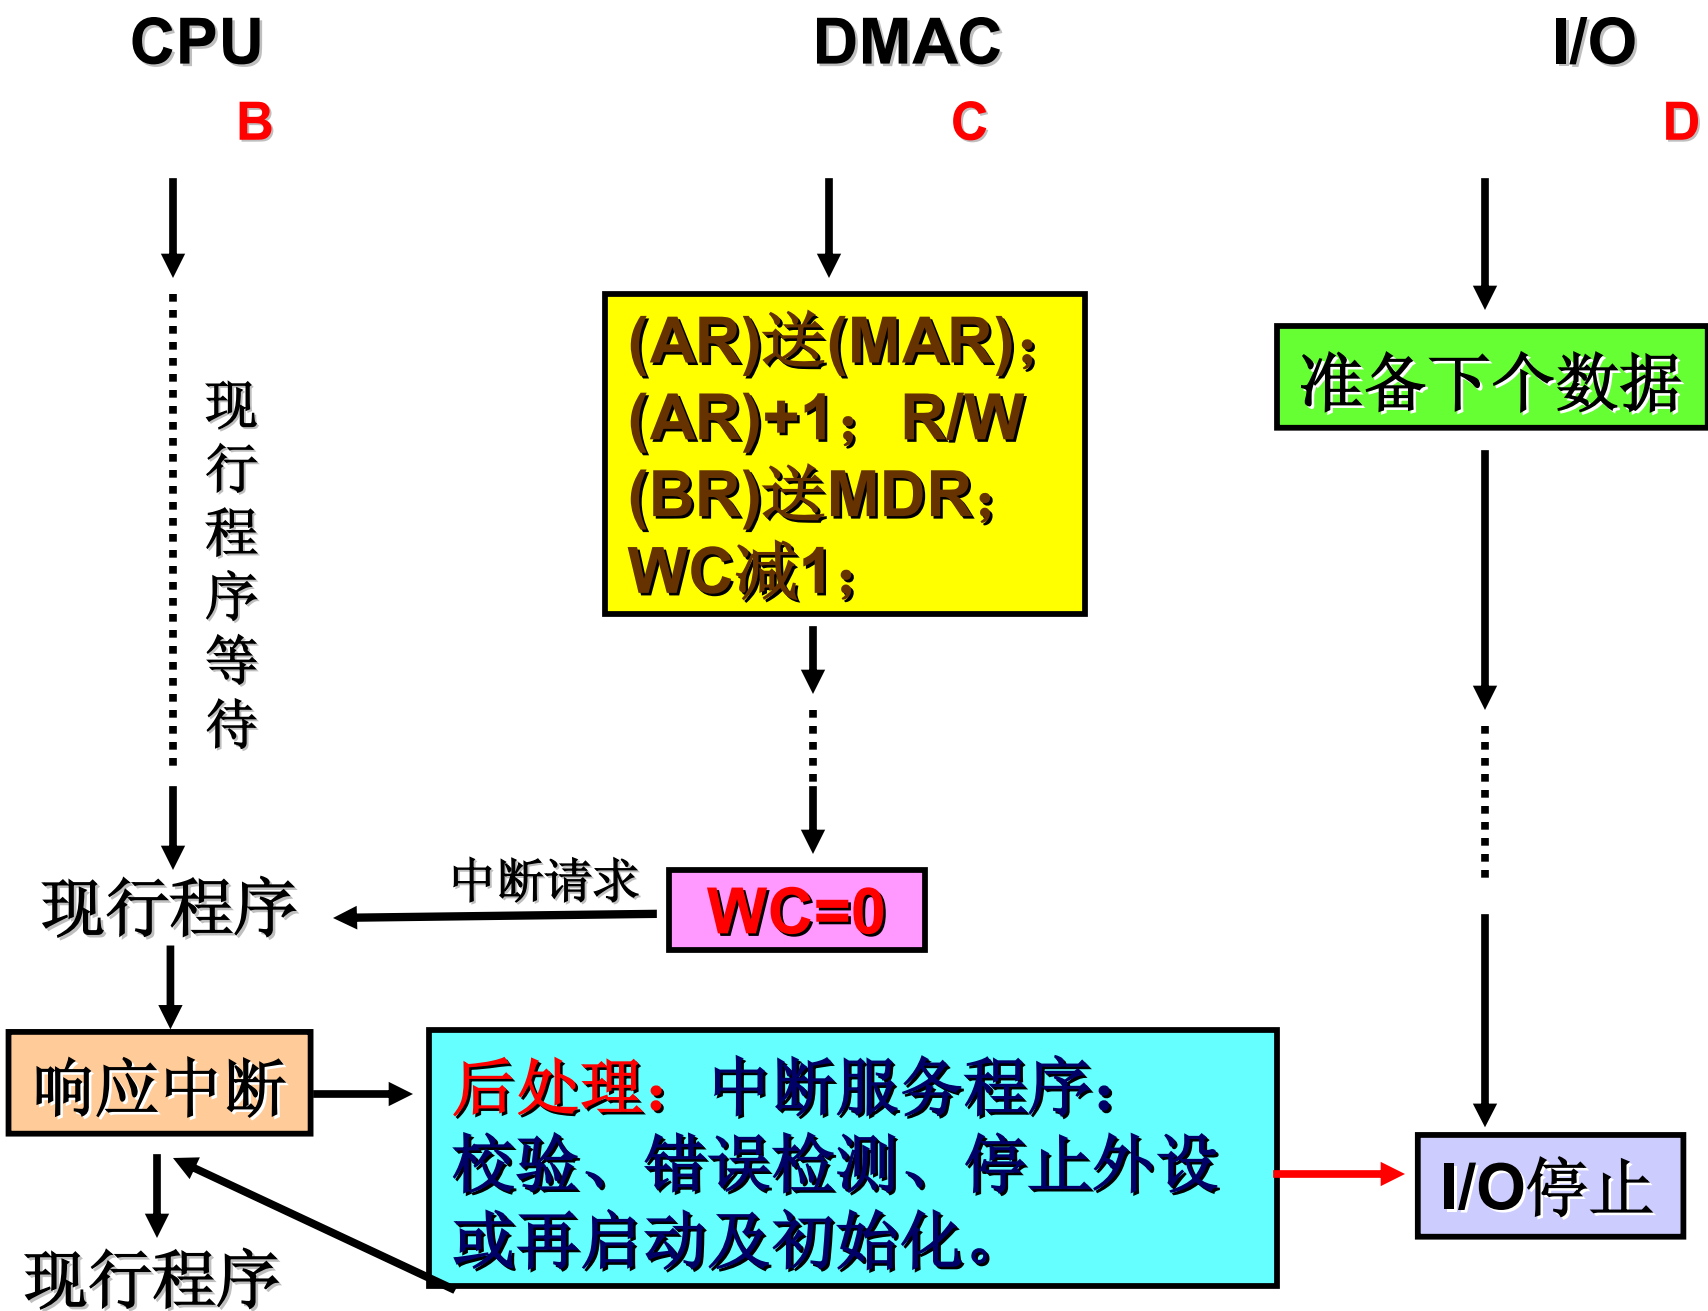 CPU DMAC I/O
B C D
现行程序等待
(AR)送(MAR);
(AR)+1; R/W
(BR)送MDR;
WC减1;
准备下个数据
现行程序
中断请求
WC=0
响应中断
后处理: 中断服务程序:
校验、错误检测、停止外设
或再启动及初始化。
I/O停止
现行程序